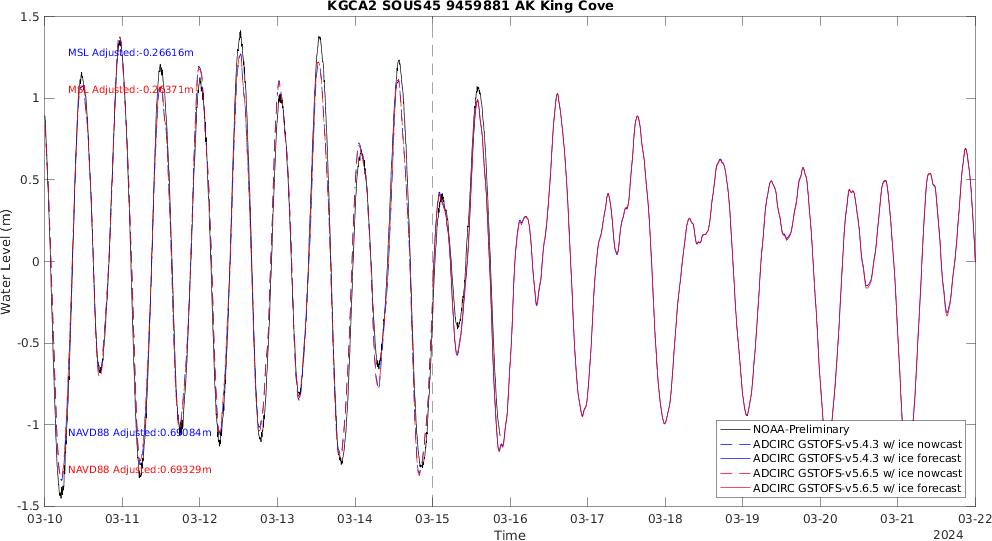 KGCA2 SOUS45 9459881 AK King Cove
1.5
1
0.5
0
-0.5
-1
-1.5
Water Level (m)
MSL Adjusted:-0.26616m
MSL Adjusted:-0.26371m
NAVD88 Adjusted:0.69084m
NAVD88 Adjusted:0.69329m
NOAA-Preliminary
ADCIRC GSTOFS-v5.4.3 w/ ice nowcast
ADCIRC GSTOFS-v5.4.3 w/ ice forecast
ADCIRC GSTOFS-v5.6.5 w/ ice nowcast
ADCIRC GSTOFS-v5.6.5 w/ ice forecast
03-10 03-11 03-12 03-13 03-14 03-15 03-16 03-17 03-18 03-19 03-20 03-21 03-22
Time
2024